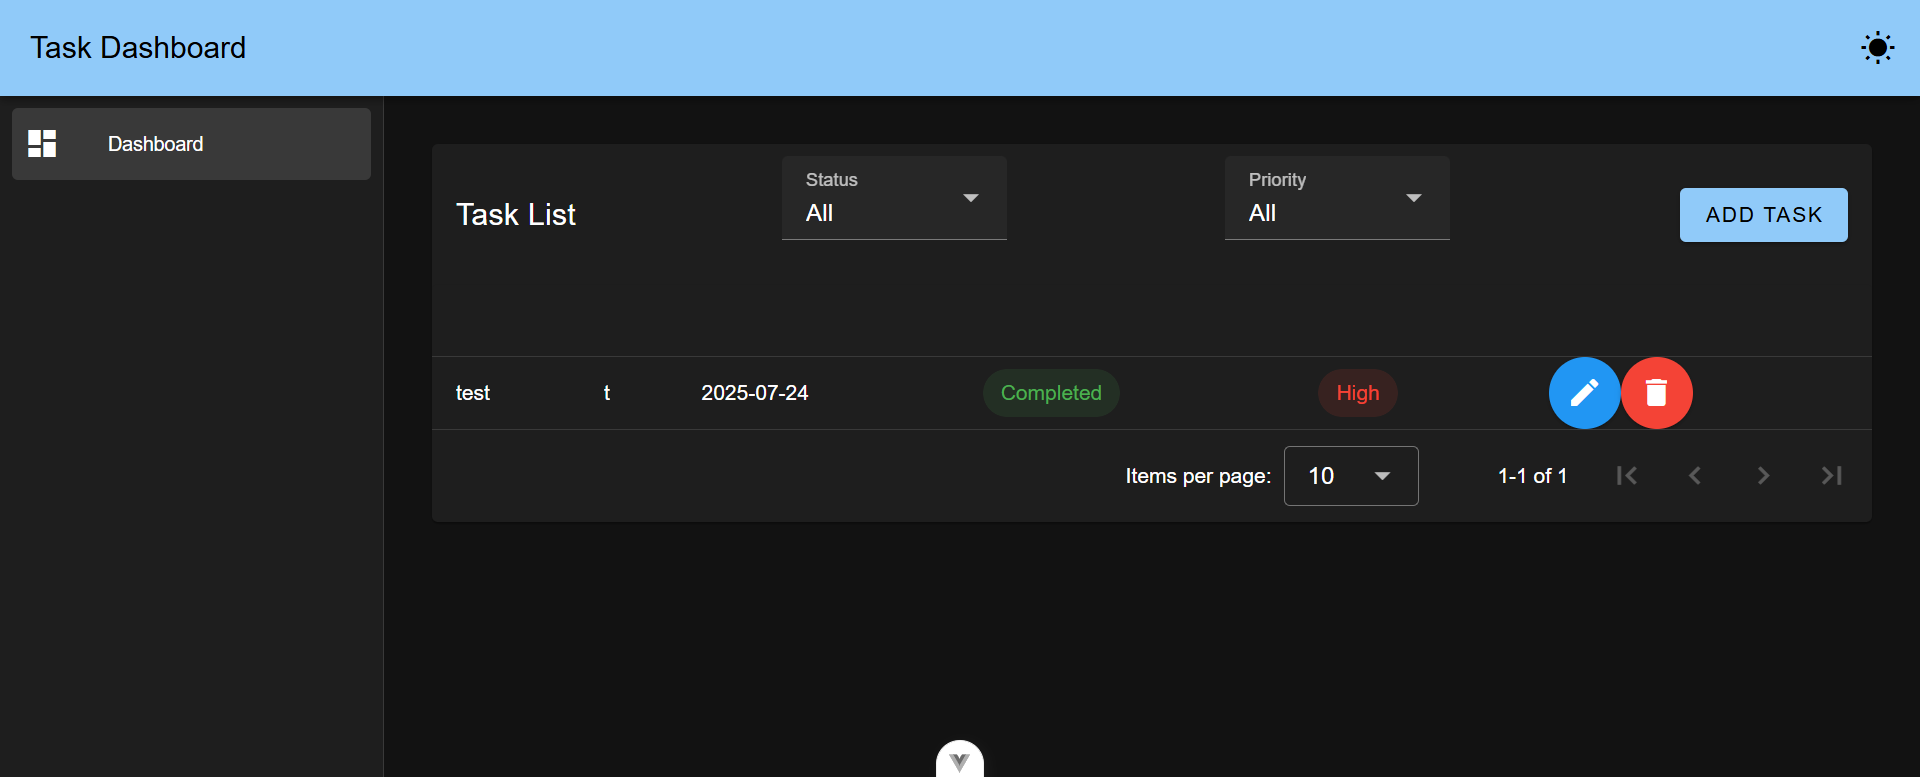 Task Dashboard
Dashboard
Task List
Status
All
Priority
All
ADD TASK
test t 2025-07-24 Completed High
Items per page: 10 1-1 of 1